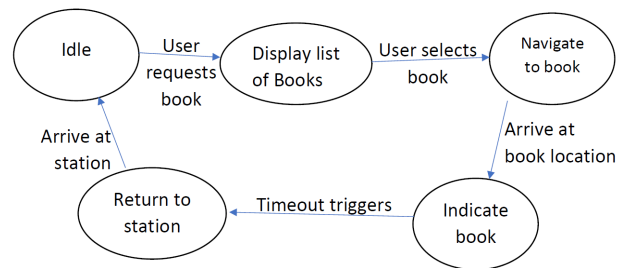 Idle
User
requests
book
Display list
of Books
User selects
book
Navigate
to book
Arrive at
book location
Indicate
book
Timeout triggers
Return to
station
Arrive at
station